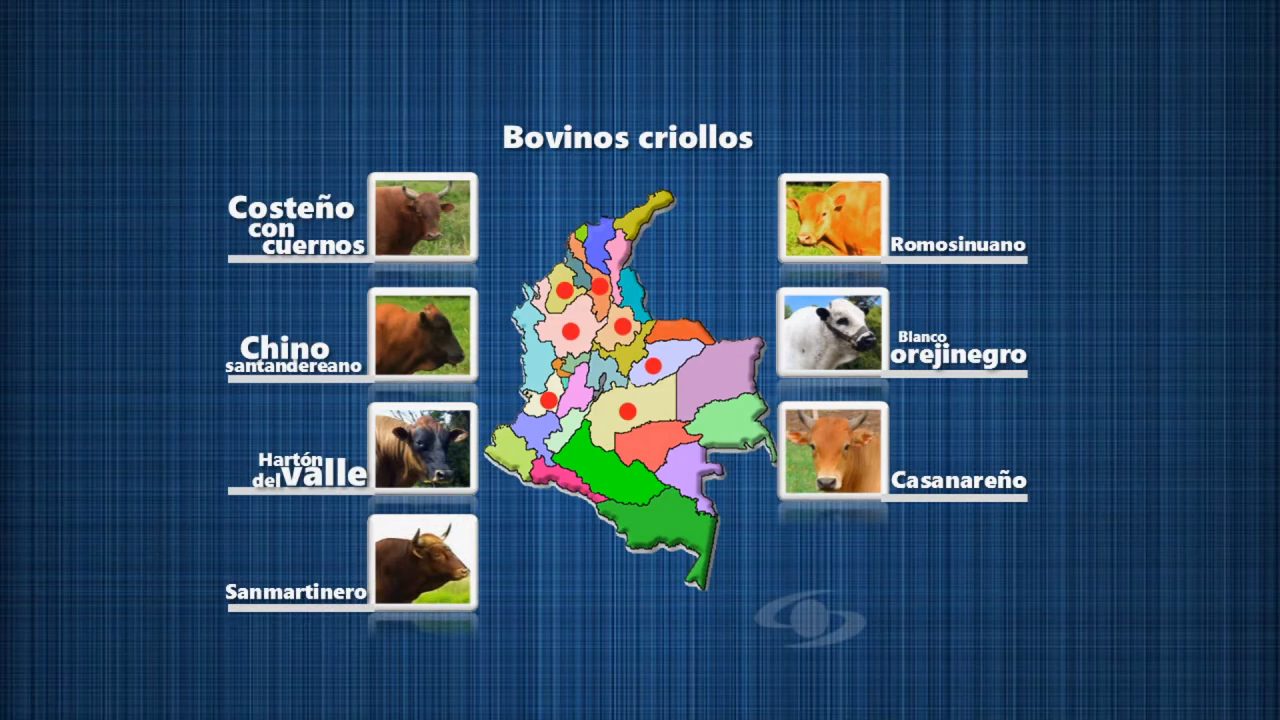 Bovinos criollos
Costeño
con
cuernos
Chino
santandereano
Hartón
del valle
Sanmartinero
Romosinuano
Blanco
orejinegro
Casanareño